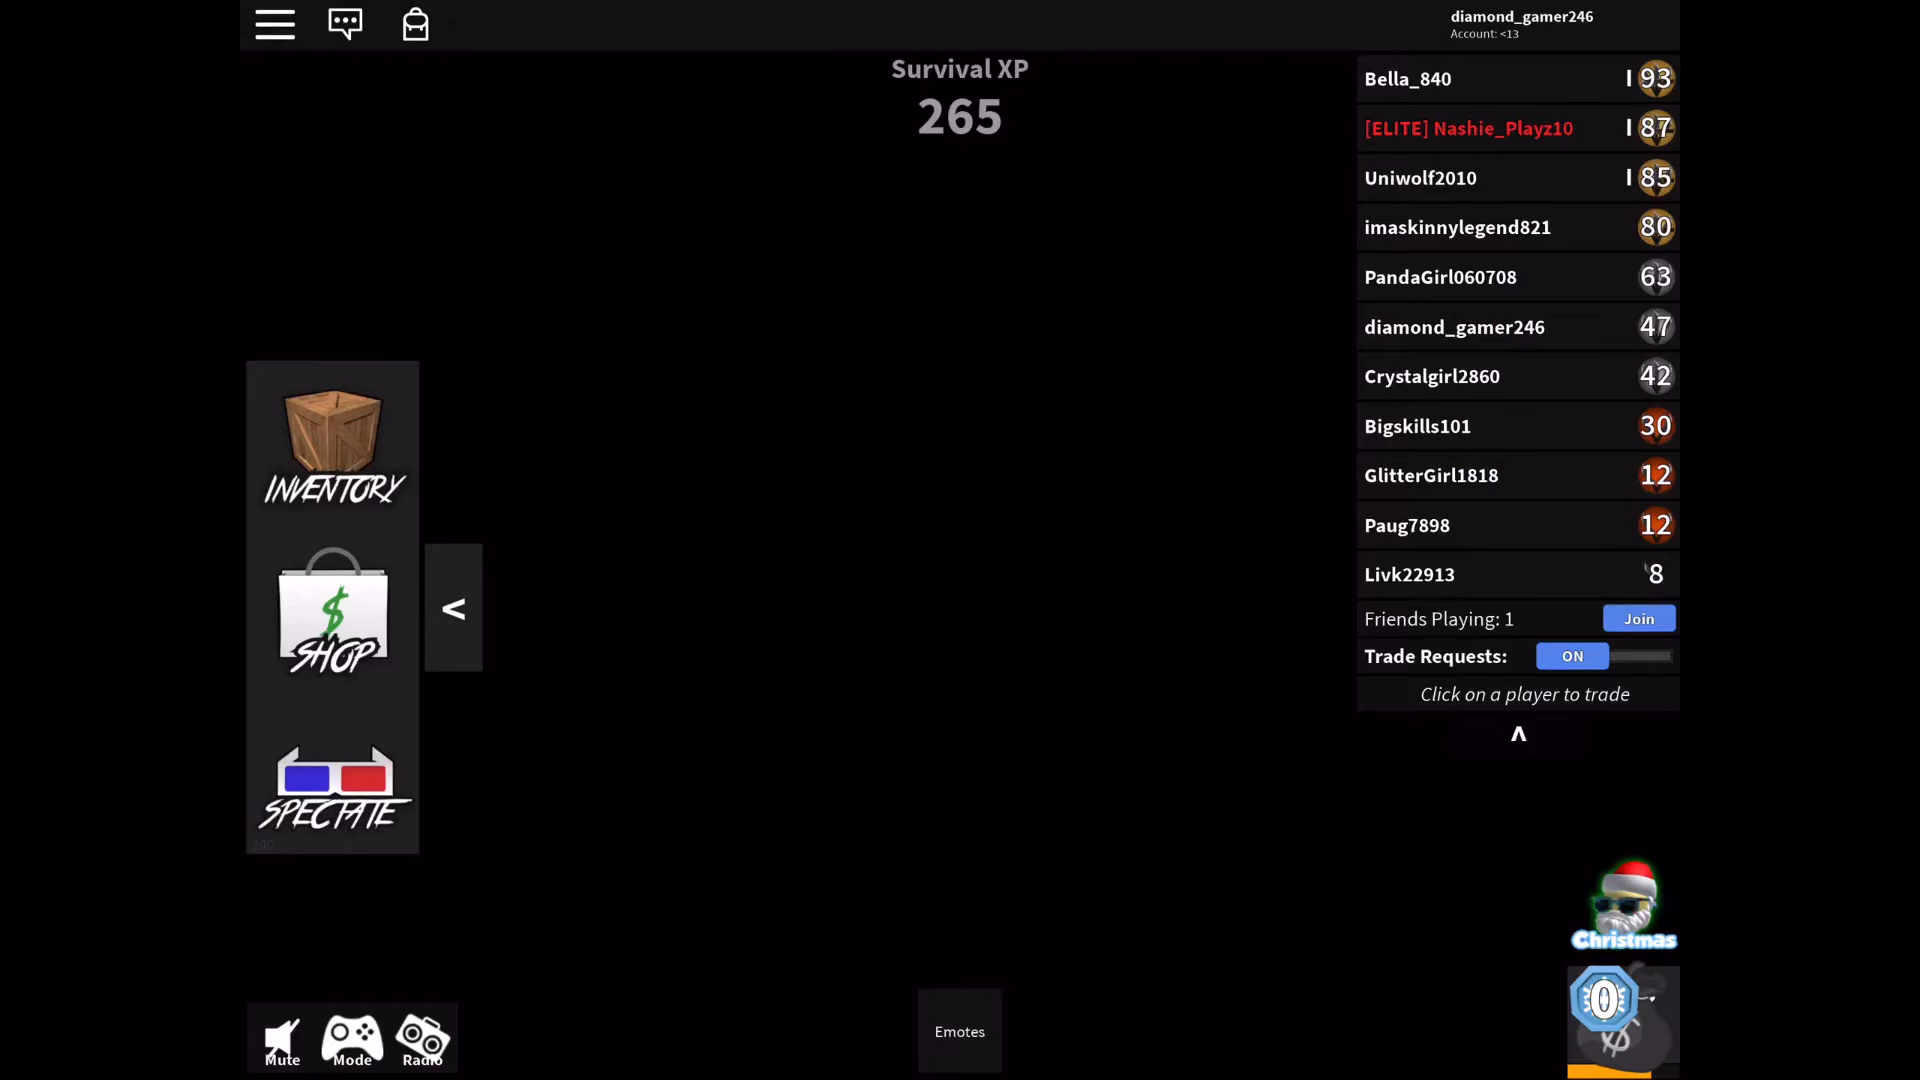 diamond_gamer246
Account: <13
Survival XP
265
Bella_840 I 93
[ELITE] Nashie_Playz10 I 87
Uniwolf2010 I 85
imaskinnylegend821 80
PandaGirl060708 63
diamond_gamer246 47
Crystalgirl2860 42
Bigskills101 30
GlitterGirl1818 12
Paug7898 12
Livk22913 8
Friends Playing: 1 Join
Trade Requests: ON
Click on a player to trade
INVENTORY
$
SHOP
<
SPECTATE
240
Christmas
0
$
Mute Mode Radio
Emotes